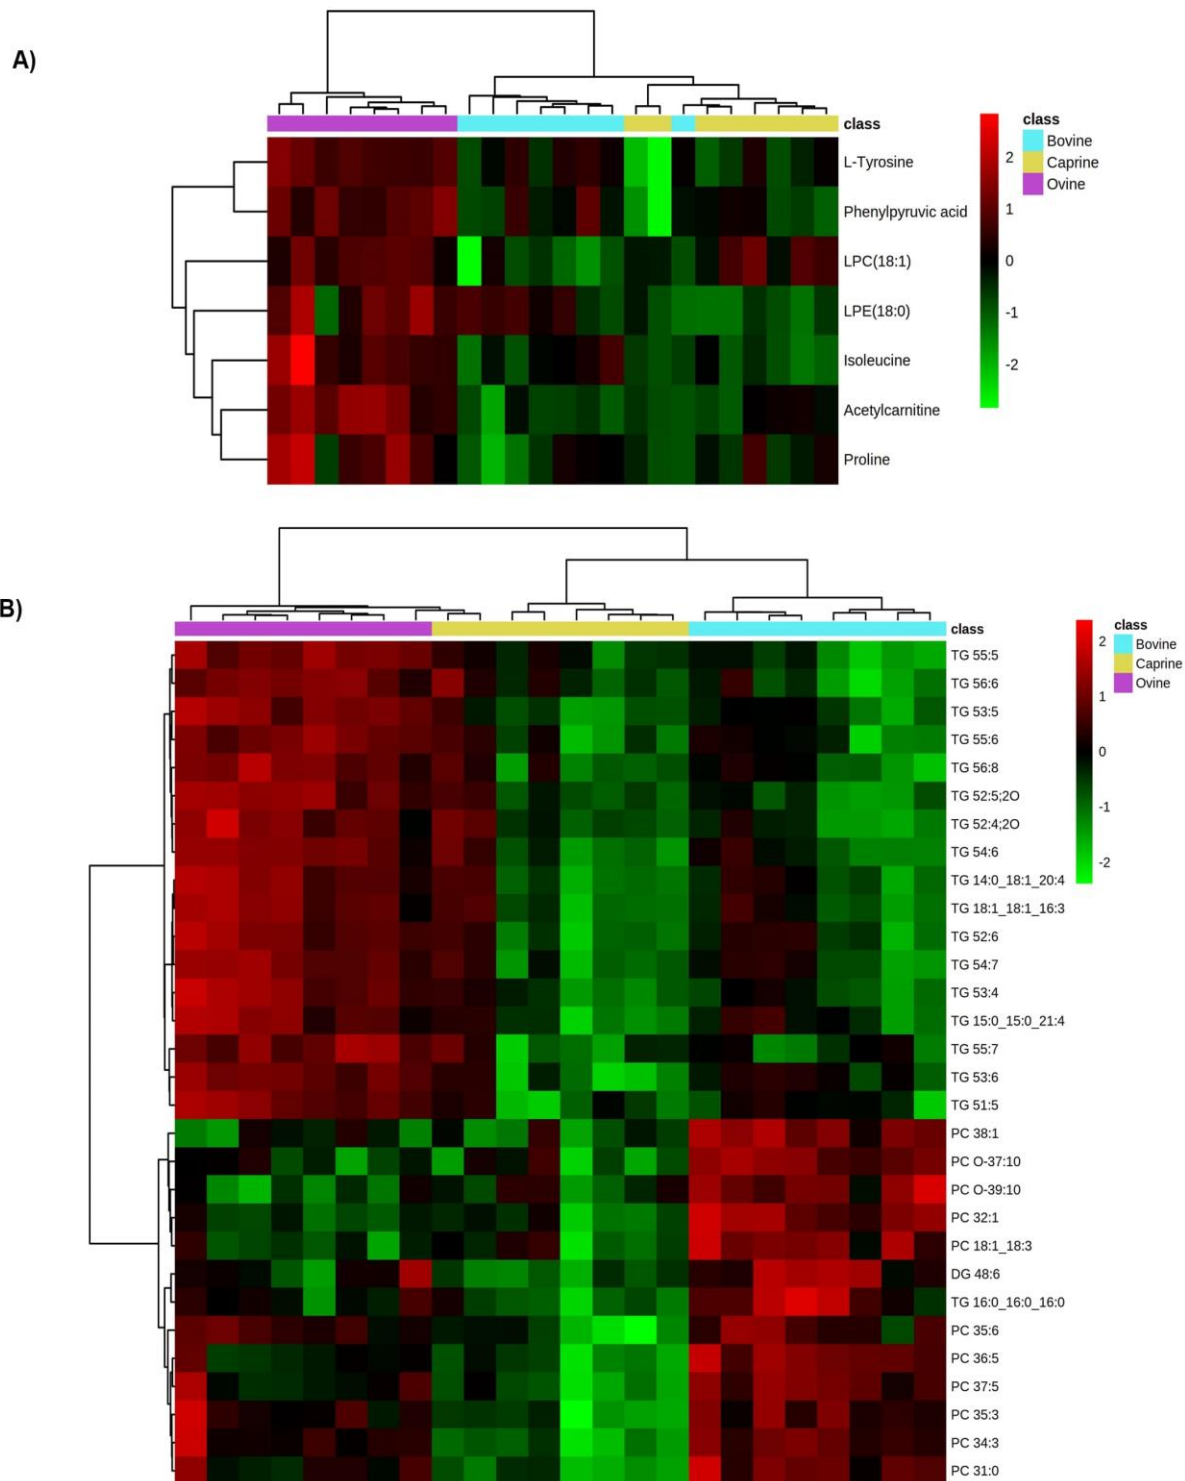 A)
class
L-Tyrosine
Phenylpyruvic acid
LPC(18:1)
LPE(18:0)
Isoleucine
Acetylcarnitine
Proline
2
1
0
-1
-2
class
Bovine
Caprine
Ovine
B)
class
TG 55:5
TG 56:6
TG 53:5
TG 55:6
TG 56:8
TG 52:5;2O
TG 52:4;2O
TG 54:6
TG 14:0_18:1_20:4
TG 18:1_18:1_16:3
TG 52:6
TG 54:7
TG 53:4
TG 15:0_15:0_21:4
TG 55:7
TG 53:6
TG 51:5
PC 38:1
PC O-37:10
PC O-39:10
PC 32:1
PC 18:1_18:3
DG 48:6
TG 16:0_16:0_16:0
PC 35:6
PC 36:5
PC 37:5
PC 35:3
PC 34:3
PC 31:0
2
1
0
-1
-2
class
Bovine
Caprine
Ovine